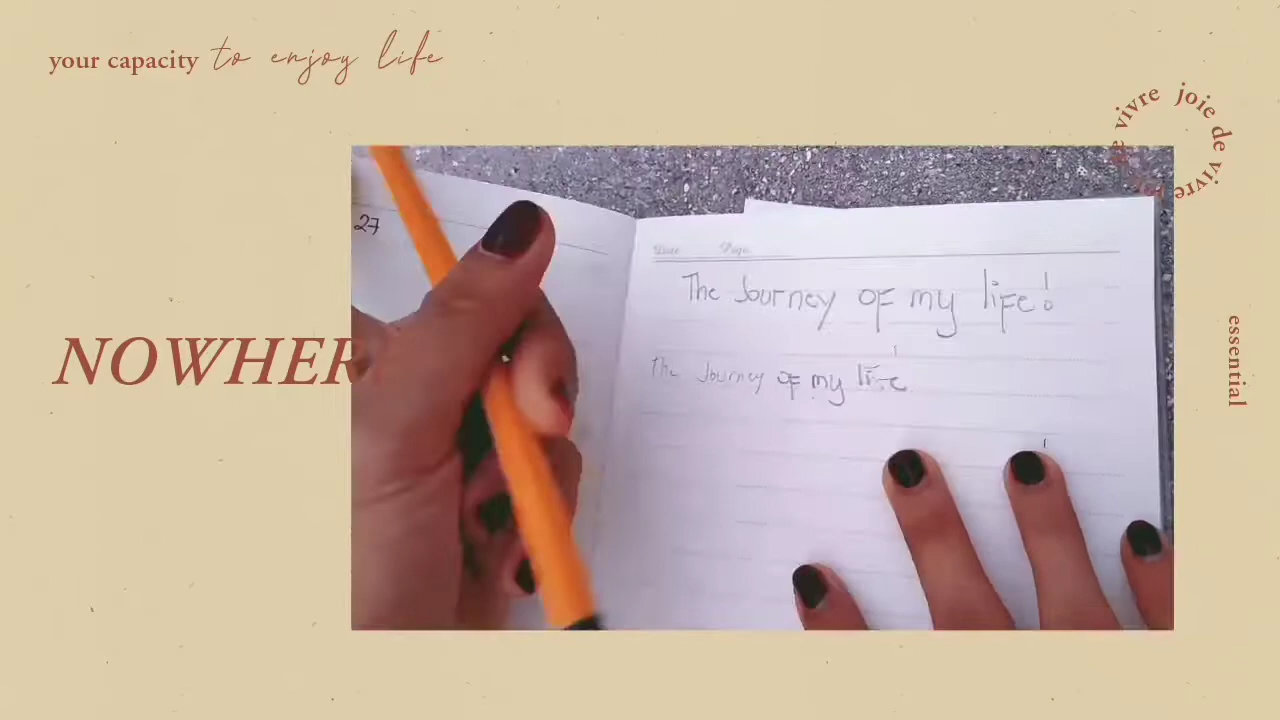 your capacity to enjoy life
joie de vivre
27
Date Page
The Journey of my life!
NOWHER
The Journey of my life
essential